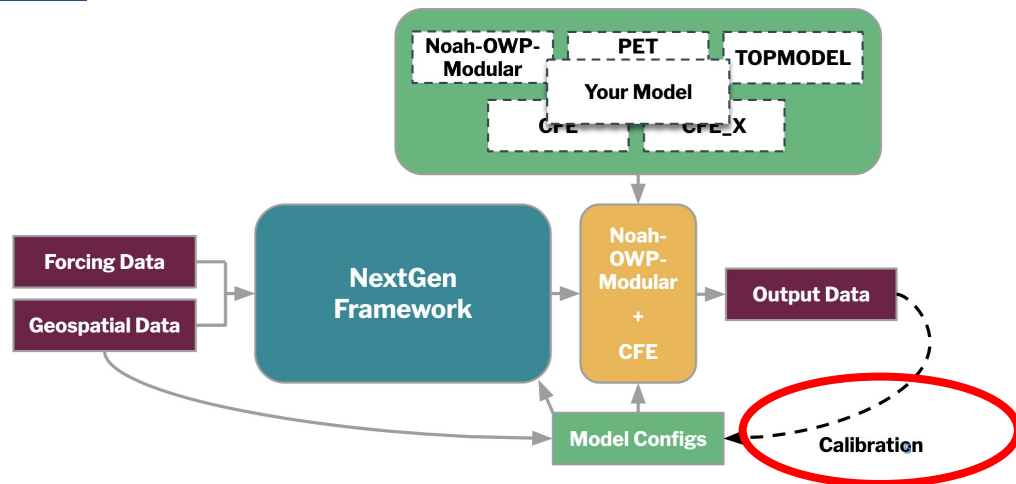 Noah-OWP-
Modular
PET
TOPMODEL
Your Model
CFE
CFE_X
Forcing Data
Geospatial Data
NextGen
Framework
Noah-
OWP-
Modular
+
CFE
Output Data
Model Configs
Calibration